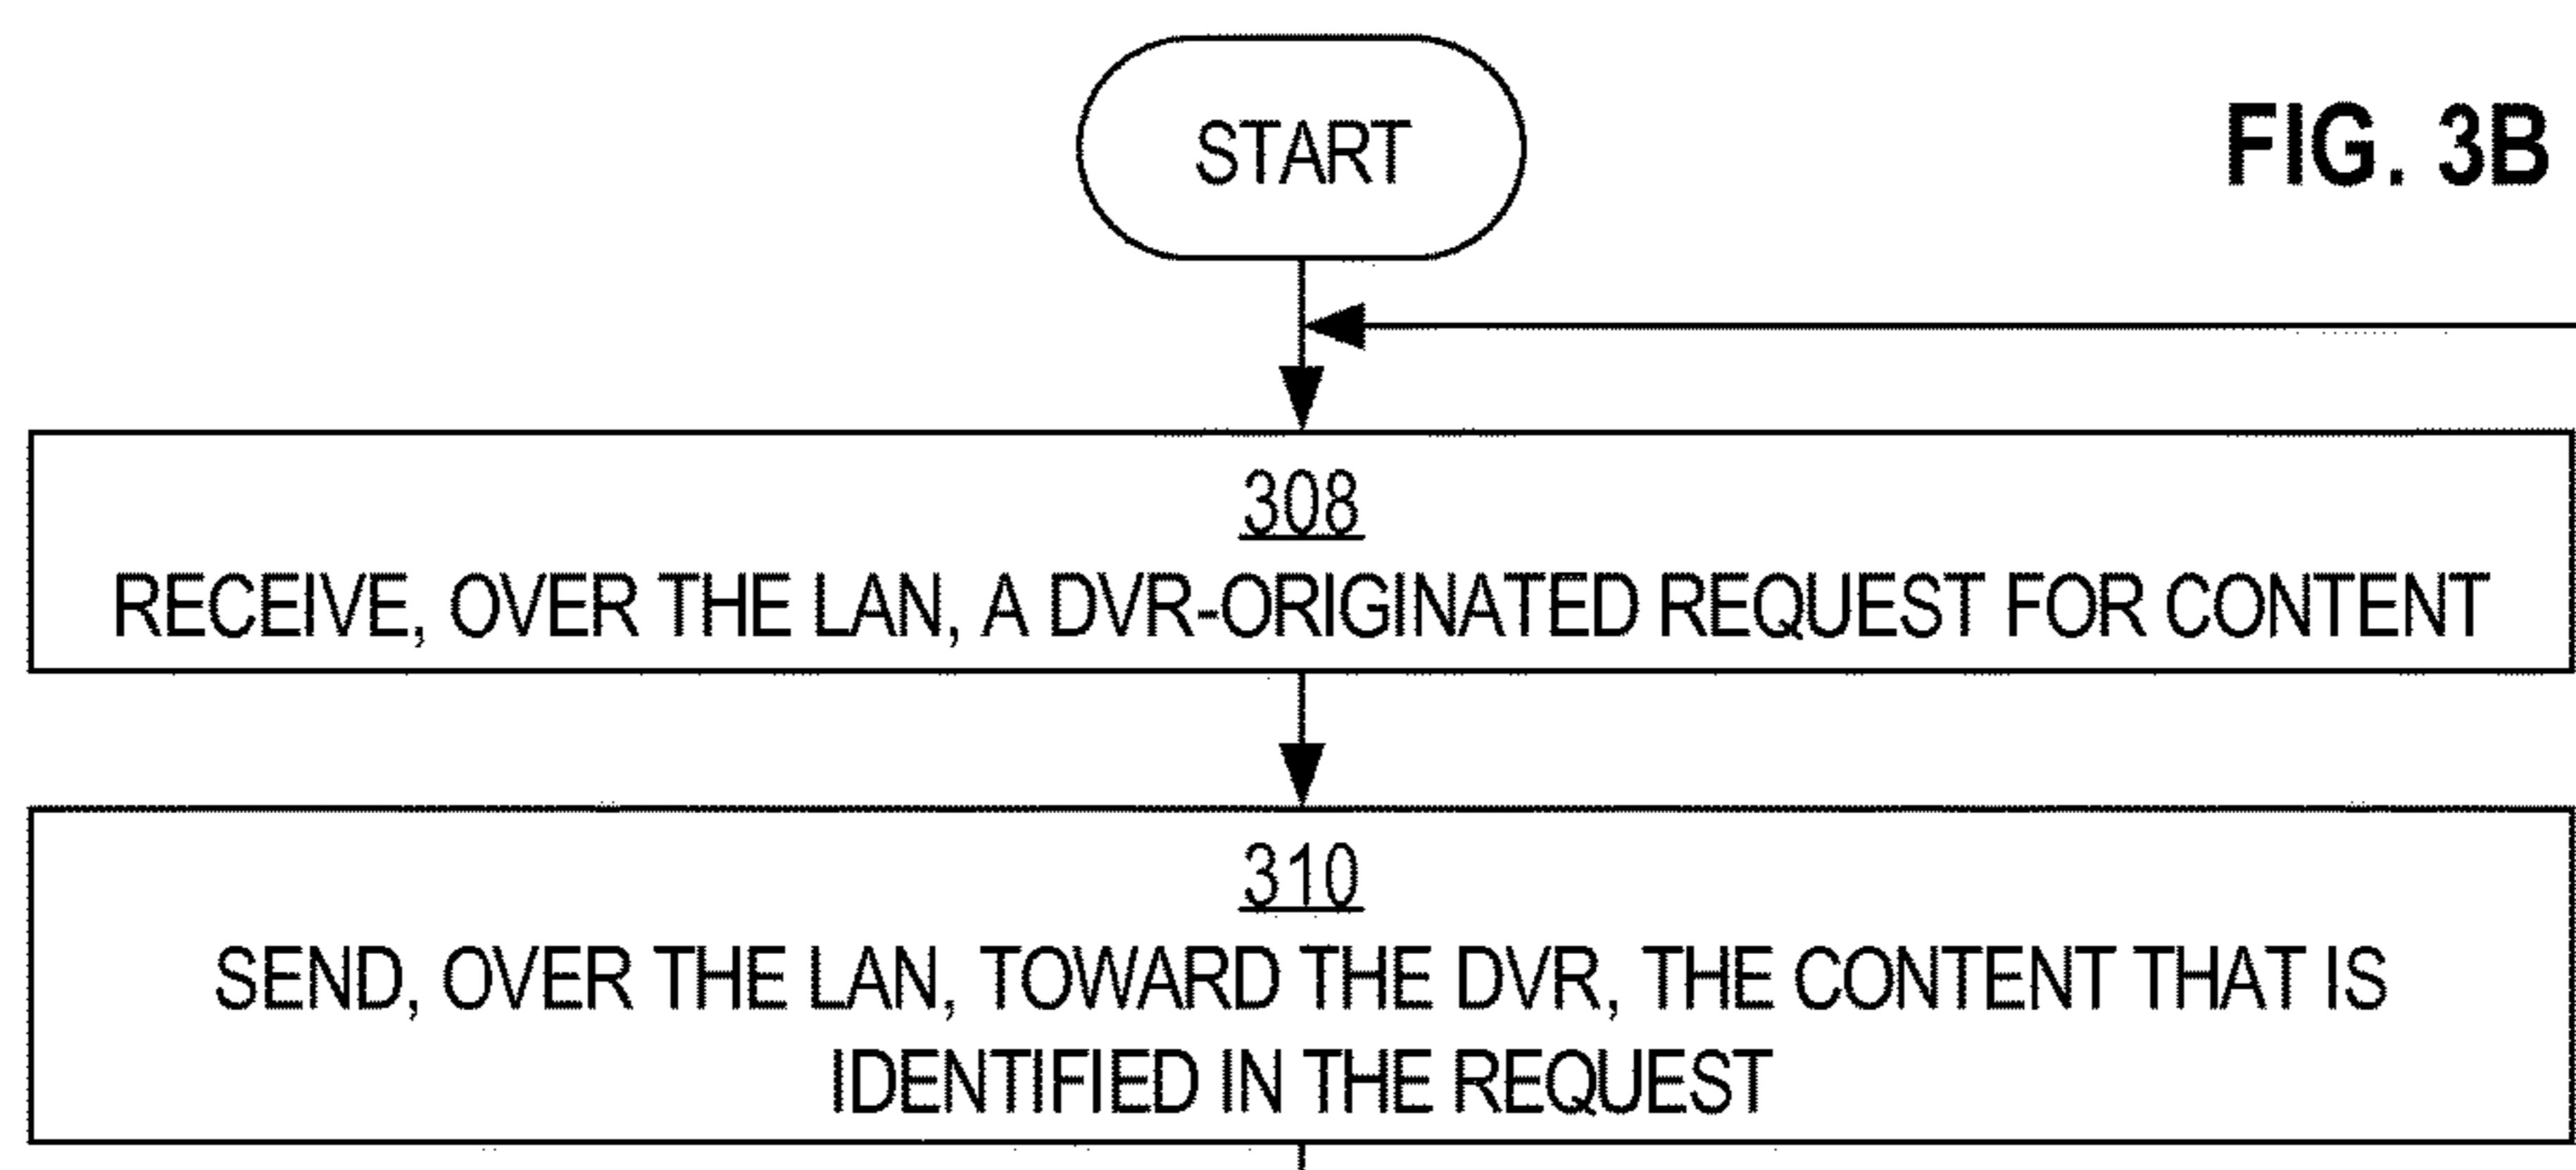 START
FIG. 3B
308
RECEIVE, OVER THE LAN, A DVR-ORIGINATED REQUEST FOR CONTENT
310
SEND, OVER THE LAN, TOWARD THE DVR, THE CONTENT THAT IS
IDENTIFIED IN THE REQUEST